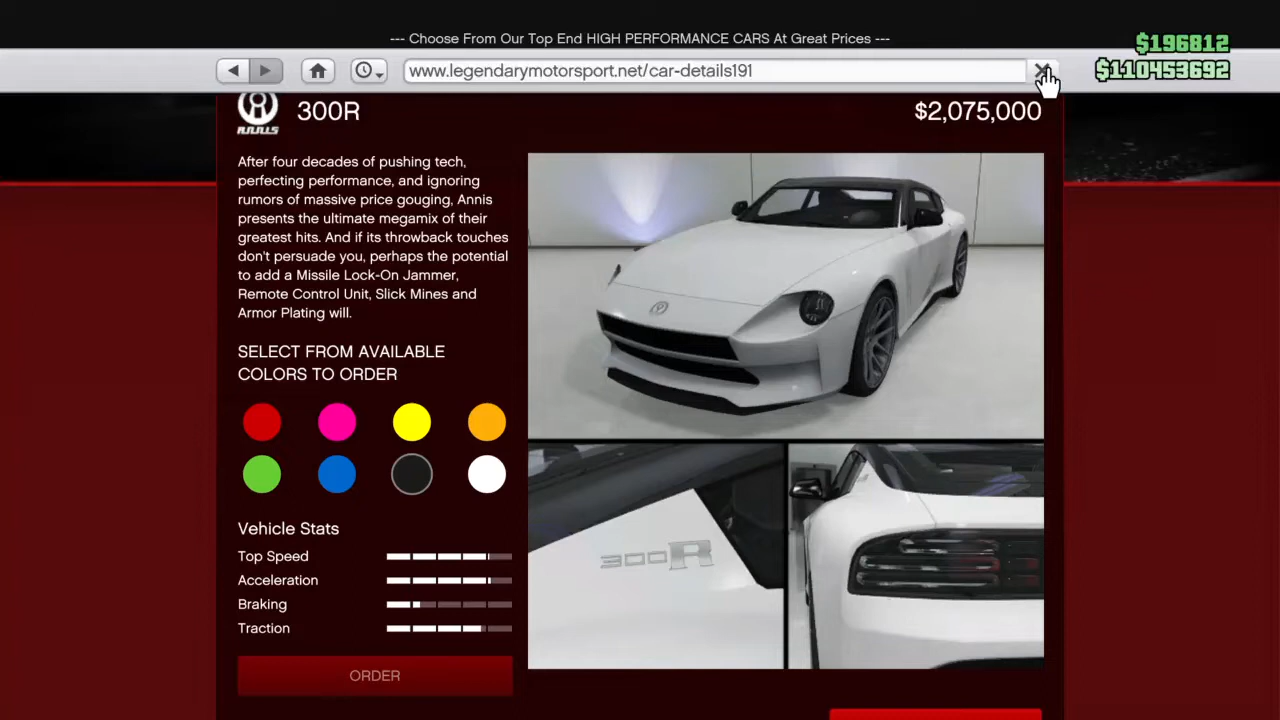 --- Choose From Our Top End HIGH PERFORMANCE CARS At Great Prices ---
$196812
www.legendarymotorsport.net/car-details191
$110453692
ANNIS
300R
$2,075,000
After four decades of pushing tech,
perfecting performance, and ignoring
rumors of massive price gouging, Annis
presents the ultimate megamix of their
greatest hits. And if its throwback touches
don't persuade you, perhaps the potential
to add a Missile Lock-On Jammer,
Remote Control Unit, Slick Mines and
Armor Plating will.
SELECT FROM AVAILABLE
COLORS TO ORDER
300R
Vehicle Stats
Top Speed
Acceleration
Braking
Traction
ORDER